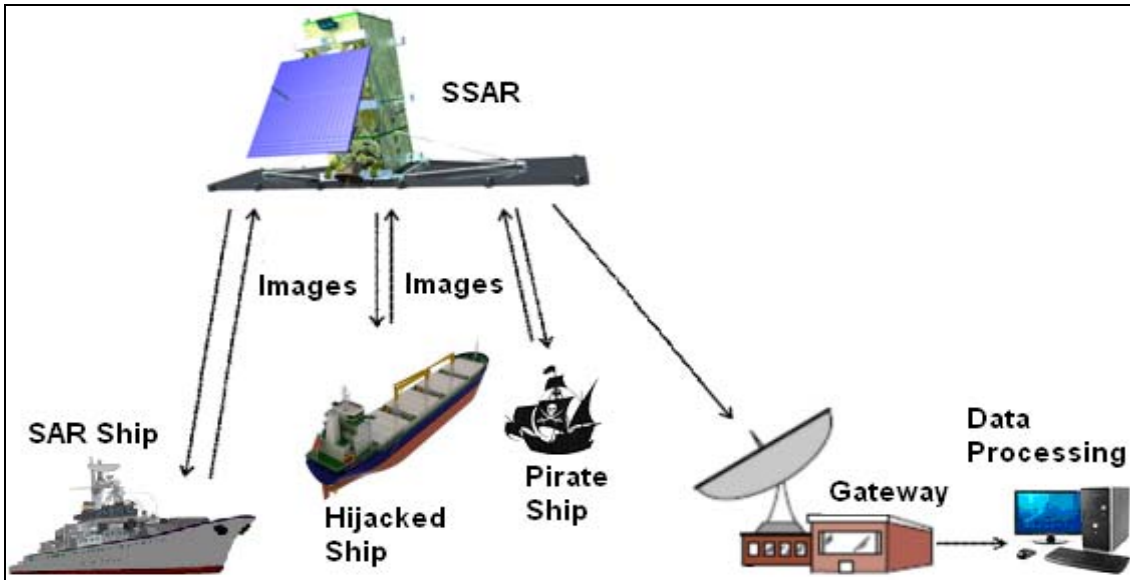 SSAR
Images
Images
SAR Ship
Hijacked
Ship
Pirate
Ship
Gateway
Data
Processing